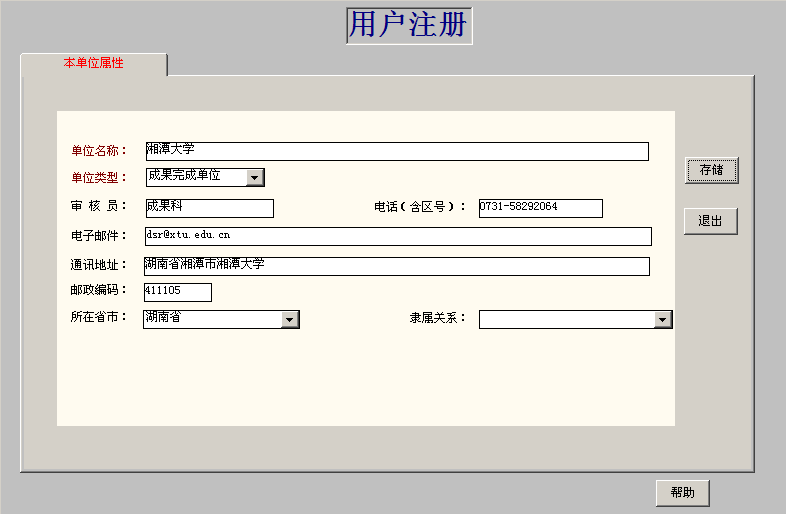 用户注册
本单位属性
单位名称： 湘潭大学
单位类型： 成果完成单位
存储
审 核 员： 成果科 电话（含区号）： 0731-58292064
退出
电子邮件： dsr@xtu.edu.cn
通讯地址： 湖南省湘潭市湘潭大学
邮政编码： 411105
所在省市： 湖南省 隶属关系：
帮助